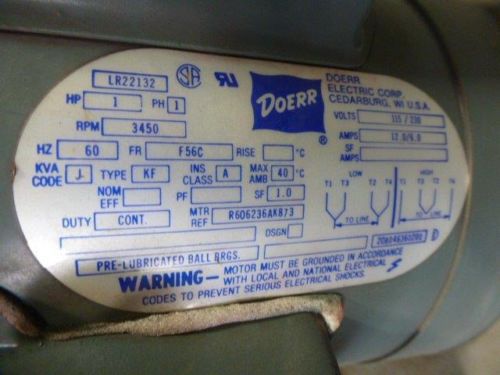 LR22132
DOERR
®
DOERR
ELECTRIC CORP.
CEDARBURG, WI U.S.A.
HP 1 PH 1
VOLTS 115/230
RPM 3450
AMPS 12.0/6.0
HZ 60 FR F56C RISE °C
SF AMPS
KVA CODE J TYPE KF INS CLASS A MAX AMB 40 °C
LOW HIGH
T1 T3 T2 T4 T1 T3 T2 T4
TO LINE TO LINE
NOM EFF PF SF 1.0
DUTY CONT. MTR REF R606236AK8/3
DSGN
PRE-LUBRICATED BALL BRGS.
WARNING— MOTOR MUST BE GROUNDED IN ACCORDANCE
WITH LOCAL AND NATIONAL ELECTRICAL
CODES TO PREVENT SERIOUS ELECTRICAL SHOCKS.